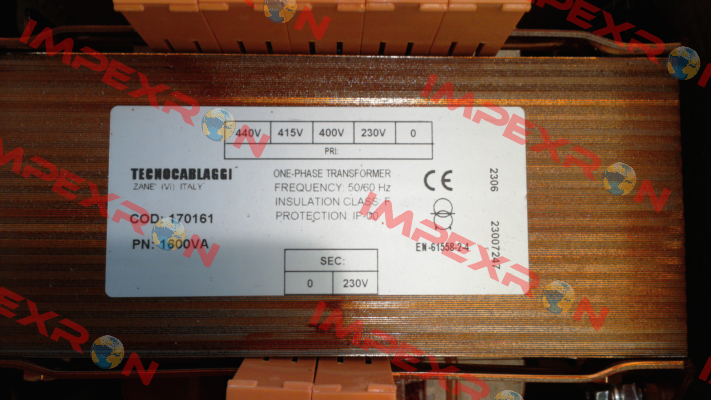 440V 415V 400V 230V 0
PRI:
TECNOCABLAGGI
ZANE' (VI) ITALY
COD: 170161
PN: 1600VA
ONE-PHASE TRANSFORMER
FREQUENCY: 50/60 Hz
INSULATION CLASS: F
PROTECTION: IP-00
CE
EN-61558-2-4
2306 23007247
SEC:
0 230V
IMPEXRON
IMPEXRON
IMPEXRON
IMPEXRON
IMPEXRON
IMPEXRON